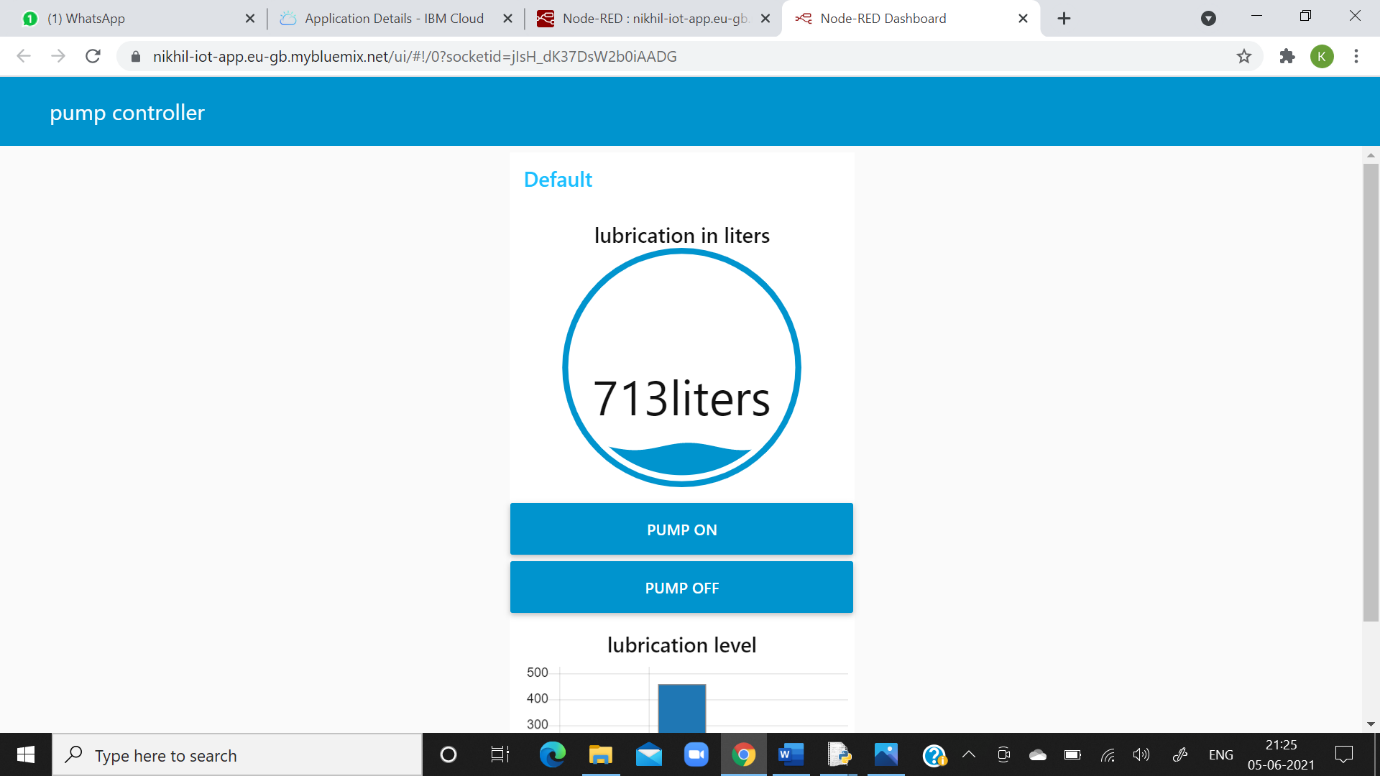 (1) WhatsApp
Application Details - IBM Cloud
Node-RED : nikhil-iot-app.eu-gb.
Node-RED Dashboard
nikhil-iot-app.eu-gb.mybluemix.net/ui/#!/0?socketid=jIsH_dK37DsW2b0iAADG
K
pump controller
Default
lubrication in liters
713liters
PUMP ON
PUMP OFF
lubrication level
500
400
300
Type here to search
ENG
21:25
05-06-2021